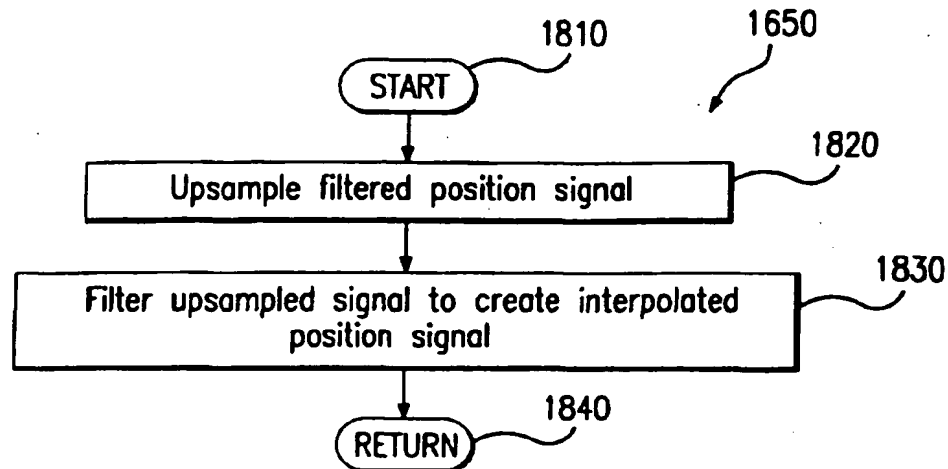 1810
1650
START
1820
Upsample filtered position signal
1830
Filter upsampled signal to create interpolated
position signal
1840
RETURN